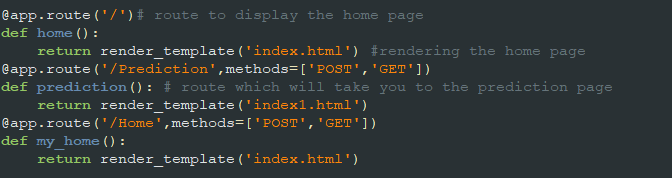 @app.route('/')# route to display the home page
def home():
    return render_template('index.html') #rendering the home page
@app.route('/Prediction',methods=['POST','GET'])
def prediction(): # route which will take you to the prediction page
    return render_template('index1.html')
@app.route('/Home',methods=['POST','GET'])
def my_home():
    return render_template('index.html')